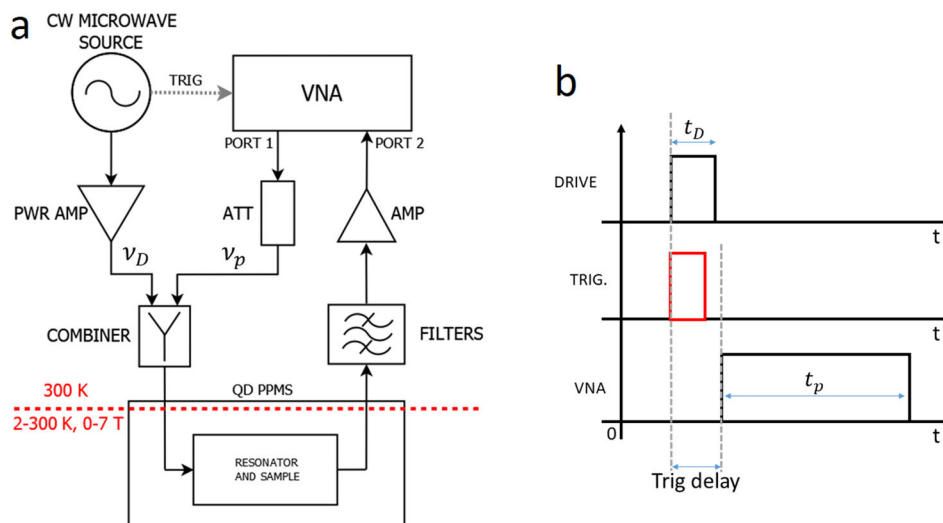 a
CW MICROWAVE
SOURCE
TRIG
VNA
PORT 1
PORT 2
PWR AMP
ATT
AMP
ν_D
ν_p
COMBINER
FILTERS
300 K
QD PPMS
2-300 K, 0-7 T
RESONATOR
AND SAMPLE
b
t_D
DRIVE
t
TRIG.
t
t_p
VNA
0
t
Trig delay